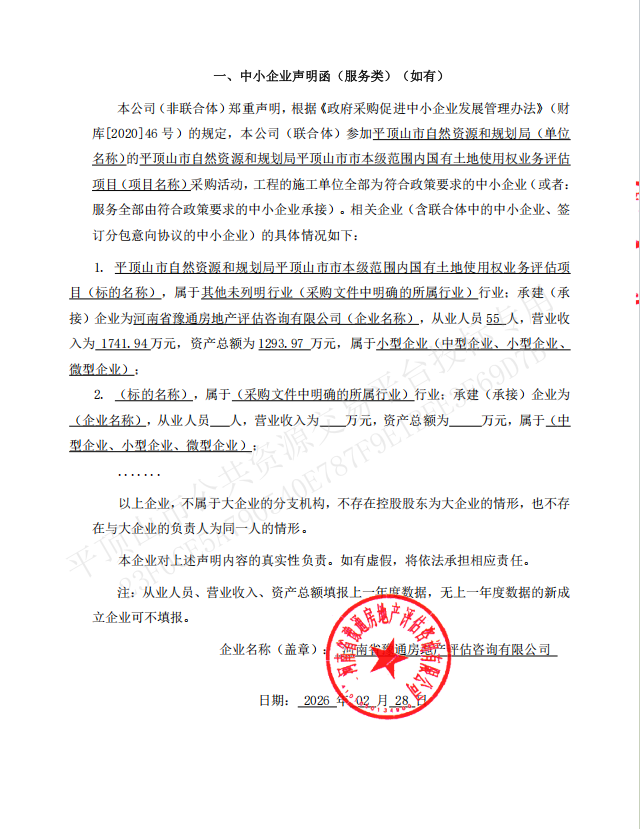 一、中小企业声明函（服务类）（如有）
本公司（非联合体）郑重声明，根据《政府采购促进中小企业发展管理办法》（财
库[2020]46 号）的规定，本公司（联合体）参加平顶山市自然资源和规划局（单位
名称）的平顶山市自然资源和规划局平顶山市市本级范围内国有土地使用权业务评估
项目（项目名称）采购活动，工程的施工单位全部为符合政策要求的中小企业（或者：
服务全部由符合政策要求的中小企业承接）。相关企业（含联合体中的中小企业、签
订分包意向协议的中小企业）的具体情况如下：
1. 平顶山市自然资源和规划局平顶山市市本级范围内国有土地使用权业务评估项
目（标的名称），属于其他未列明行业（采购文件中明确的所属行业）行业；承建（承
接）企业为河南省豫通房地产评估咨询有限公司（企业名称），从业人员 55 人，营业收
入为 1741.94 万元，资产总额为 1293.97 万元，属于小型企业（中型企业、小型企业、
微型企业）；
2. （标的名称），属于（采购文件中明确的所属行业）行业；承建（承接）企业为
（企业名称），从业人员___人，营业收入为____万元，资产总额为____万元，属于（中
型企业、小型企业、微型企业）；
.......
以上企业，不属于大企业的分支机构，不存在控股股东为大企业的情形，也不存
在与大企业的负责人为同一人的情形。
本企业对上述声明内容的真实性负责。如有虚假，将依法承担相应责任。
注：从业人员、营业收入、资产总额填报上一年度数据，无上一年度数据的新成
立企业可不填报。
企业名称（盖章）：河南省豫通房地产评估咨询有限公司
日期： 2026 年 02 月 28 日
河南省豫通房地产评估咨询有限公司
平顶山市公共资源交易平台投标专用